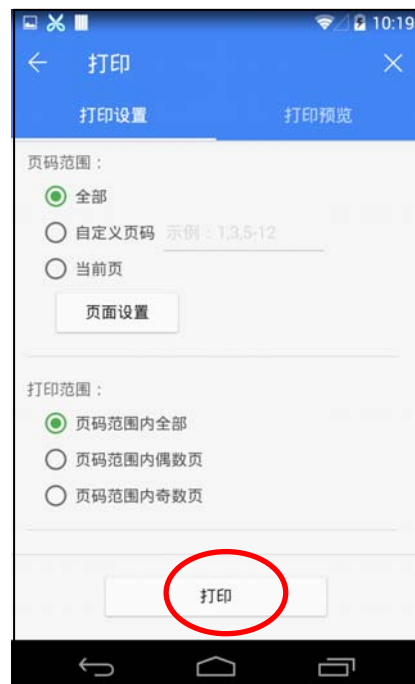 10:19
打印
打印设置 打印预览
页码范围：
全部
自定义页码 示例：1,3,5-12
当前页
页面设置
打印范围：
页码范围内全部
页码范围内偶数页
页码范围内奇数页
打印